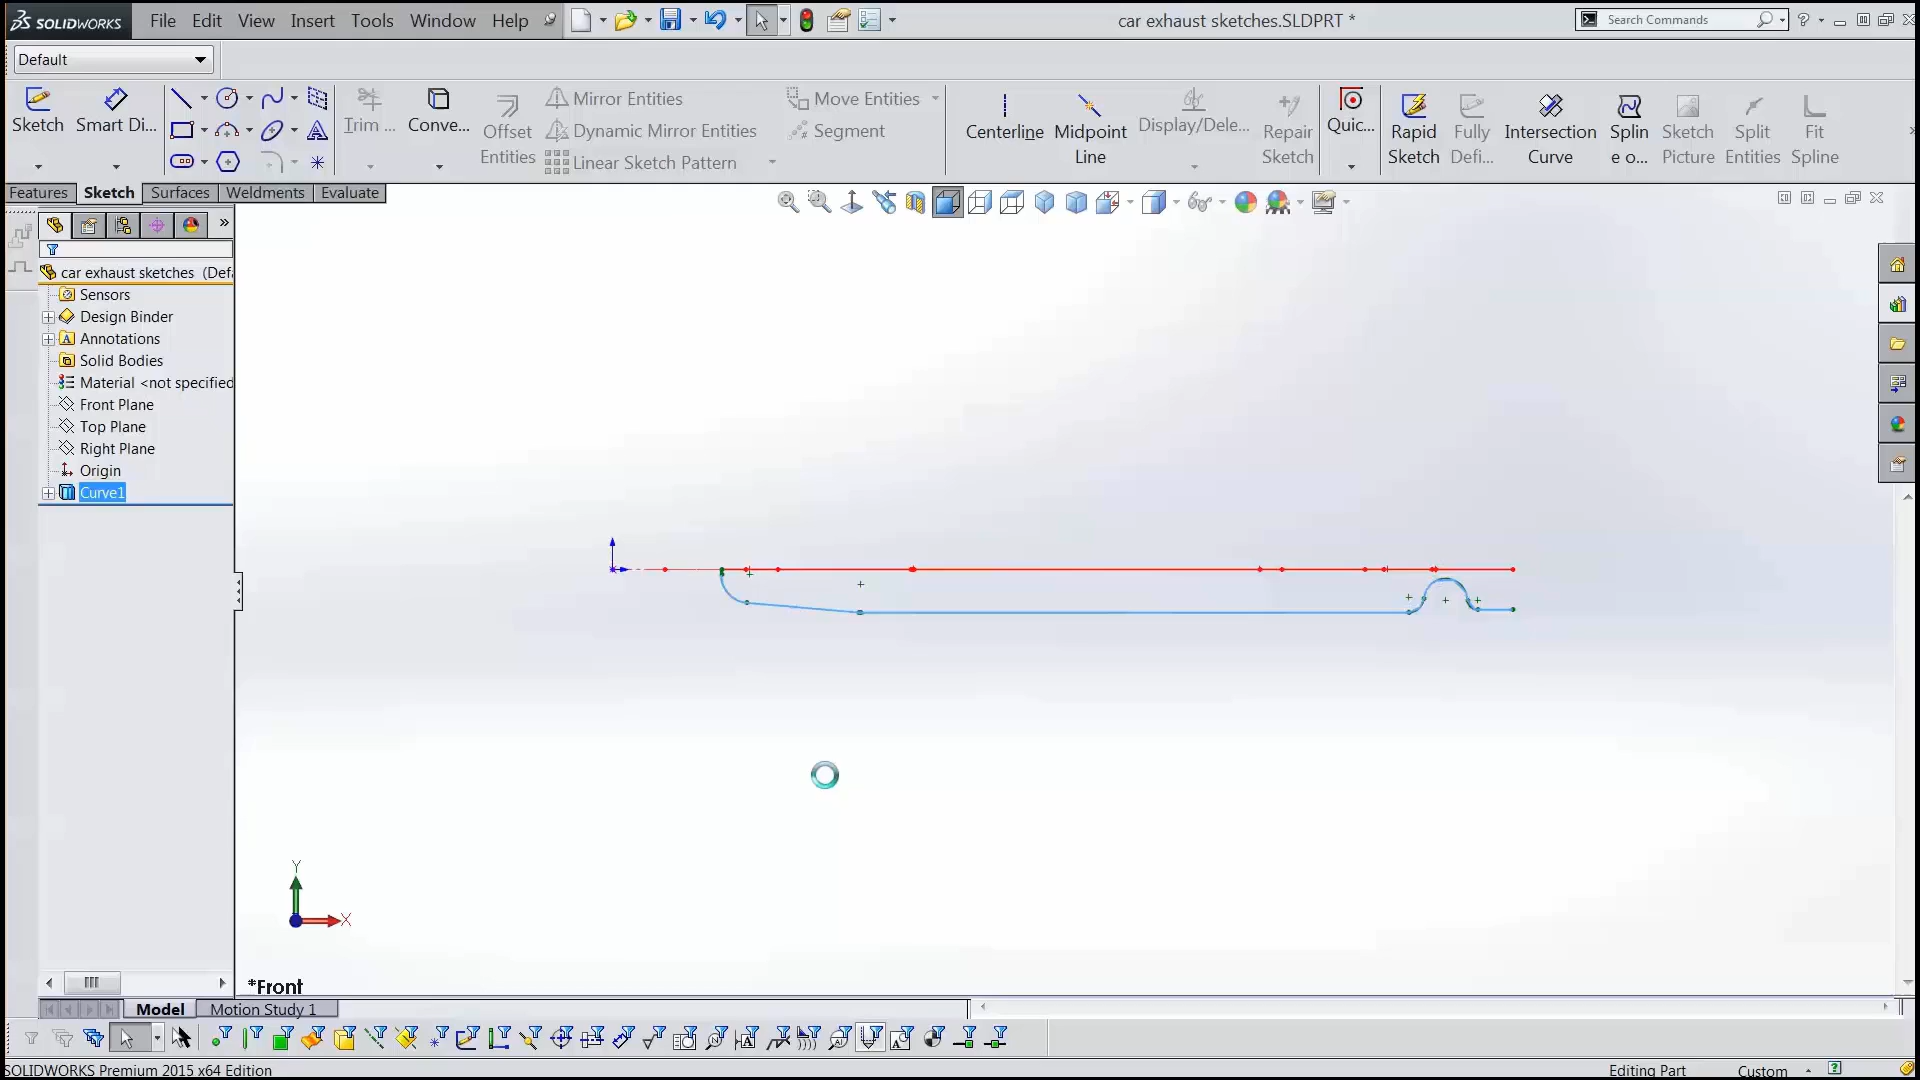 SOLIDWORKS File Edit View Insert Tools Window Help car exhaust sketches.SLDPRT * Search Commands ?
Default
Sketch Smart Di... Trim ... Conve... Offset Entities Mirror Entities Move Entities Centerline Midpoint Line Display/Dele... Repair Sketch Quic... Rapid Sketch Fully Defi... Intersection Curve Splin e o... Sketch Picture Split Entities Fit Spline
Dynamic Mirror Entities Segment
Linear Sketch Pattern
Features Sketch Surfaces Weldments Evaluate
»
car exhaust sketches (Defa
Sensors
Design Binder
Annotations
Solid Bodies
Material <not specified
Front Plane
Top Plane
Right Plane
Origin
Curve1
Y
X
*Front
Model Motion Study 1
SOLIDWORKS Premium 2015 x64 Edition Editing Part Custom